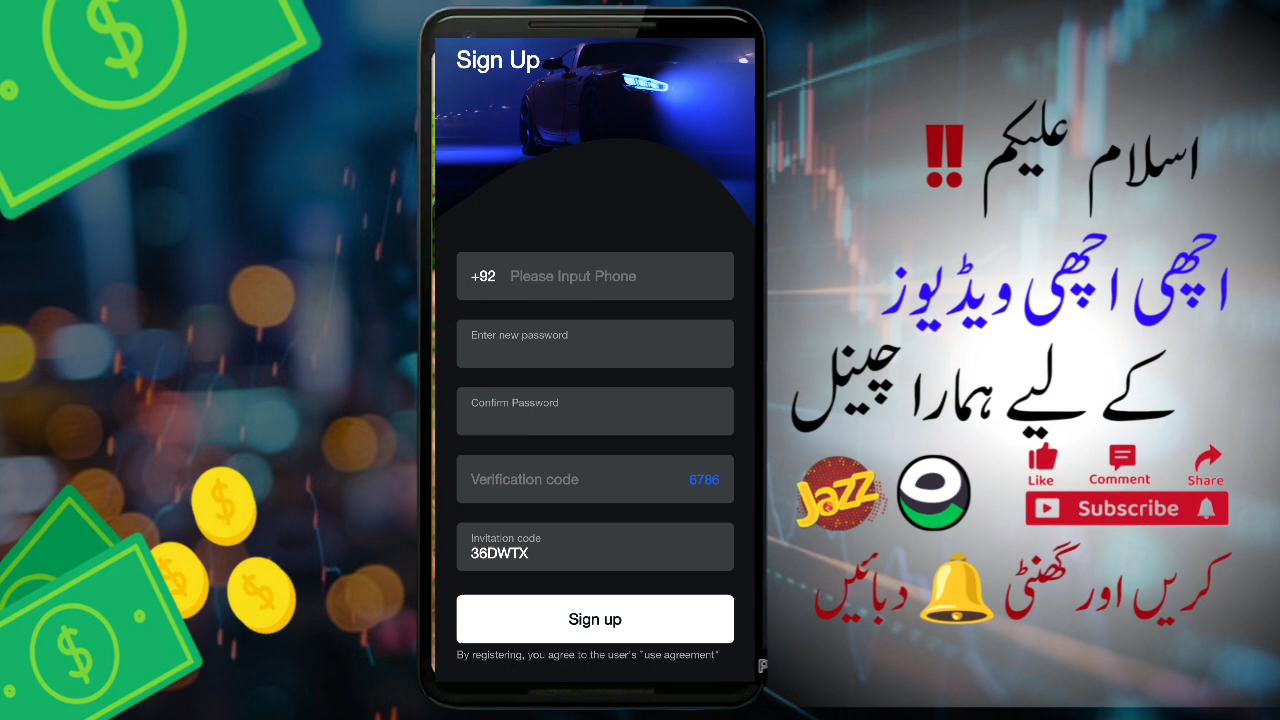 Sign Up
+92 Please Input Phone
Enter new password
Confirm Password
Verification code 6786
Invitation code
36DWTX
Sign up
By registering, you agree to the user's "use agreement"
اسلام علیکم !!
اچھی اچھی ویڈیوز
کے لیے ہمارا چینل
Jazz
Like Comment Share
Subscribe
کریں اور گھنٹی دبائیں